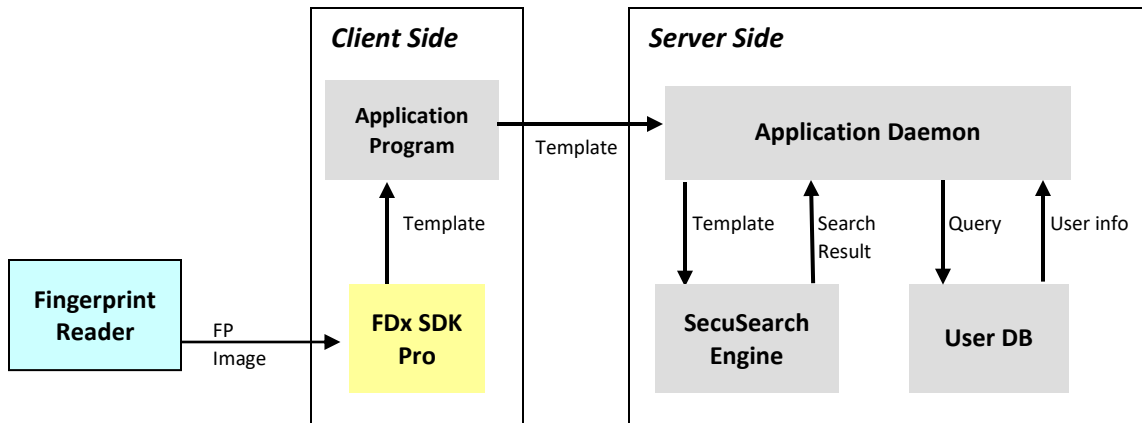 Client Side
Server Side
Application
Program
Template
Application Daemon
Template
Template
Search
Result
Query
User info
Fingerprint
Reader
FP
Image
FDx SDK
Pro
SecuSearch
Engine
User DB